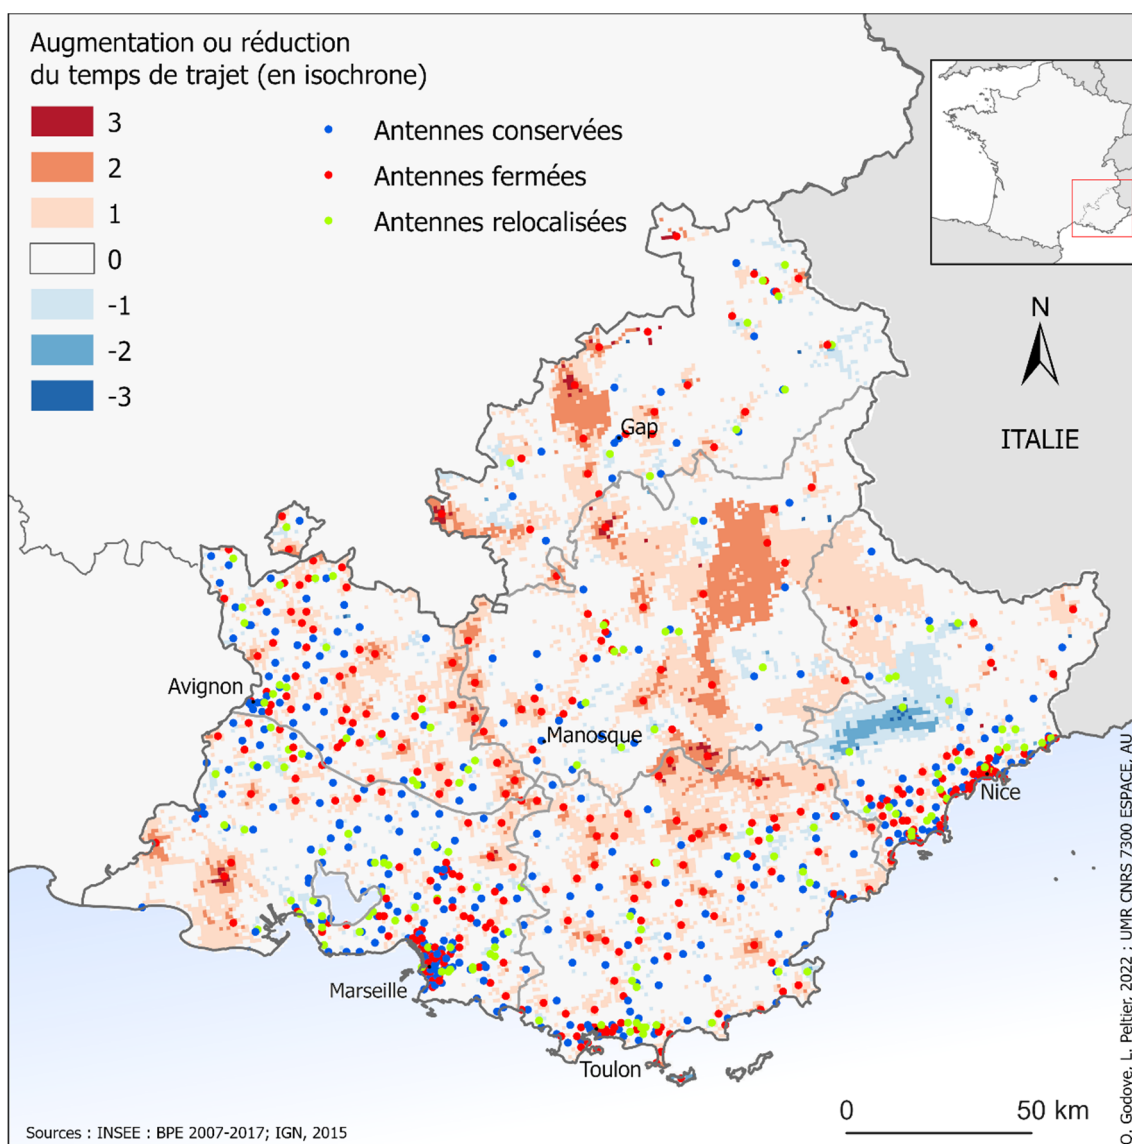 Augmentation ou réduction
du temps de trajet (en isochrone)
3
2
1
0
-1
-2
-3
Antennes conservées
Antennes fermées
Antennes relocalisées
N
ITALIE
Gap
Avignon
Manosque
Nice
Marseille
Toulon
0 50 km
Sources : INSEE : BPE 2007-2017; IGN, 2015
O. Godoye, L. Peltier, 2022 : UMR CNRS 7300 ESPACE, AU